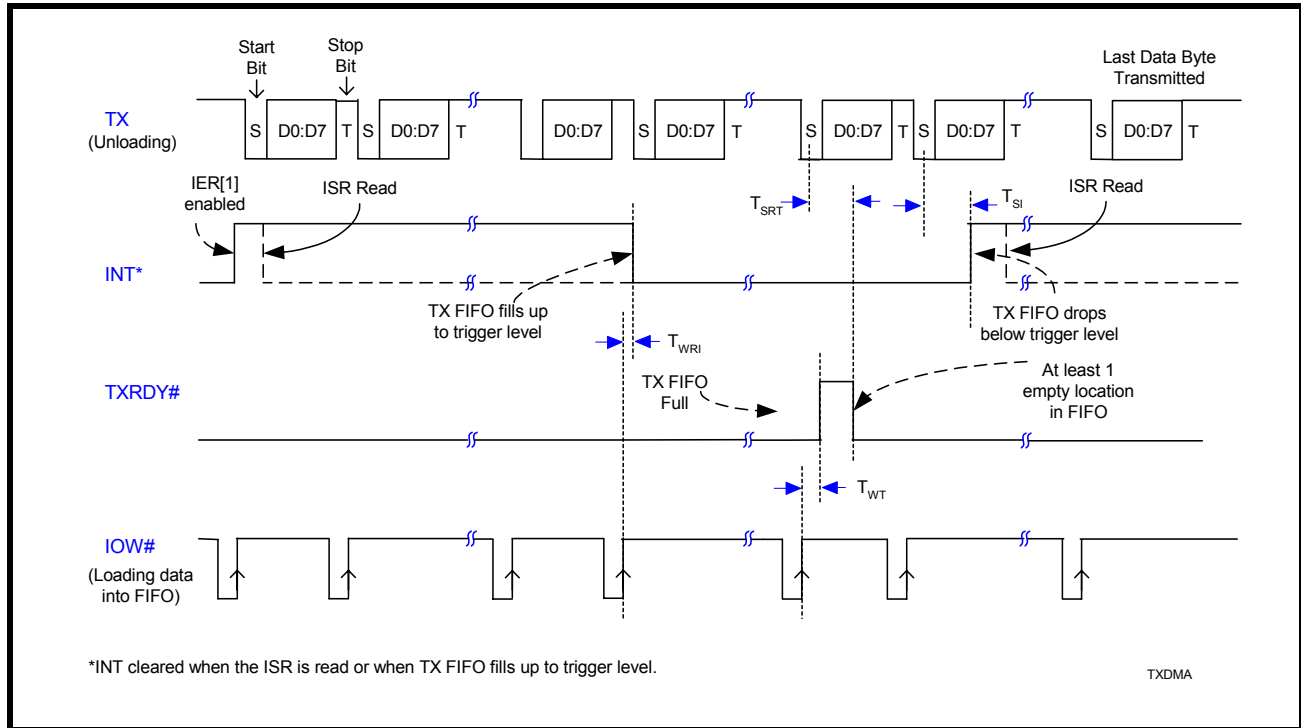 Start
Bit
Stop
Bit
Last Data Byte
Transmitted
TX
(Unloading)
S D0:D7 T S D0:D7 T D0:D7 S D0:D7 T S D0:D7 T S D0:D7 T S D0:D7 T
IER[1]
enabled
ISR Read
TSRT
TSI
ISR Read
INT*
TX FIFO fills up
to trigger level
TX FIFO drops
below trigger level
TWRI
TXRDY#
TX FIFO
Full
At least 1
empty location
in FIFO
TWT
IOW#
(Loading data
into FIFO)
*INT cleared when the ISR is read or when TX FIFO fills up to trigger level.
TXDMA